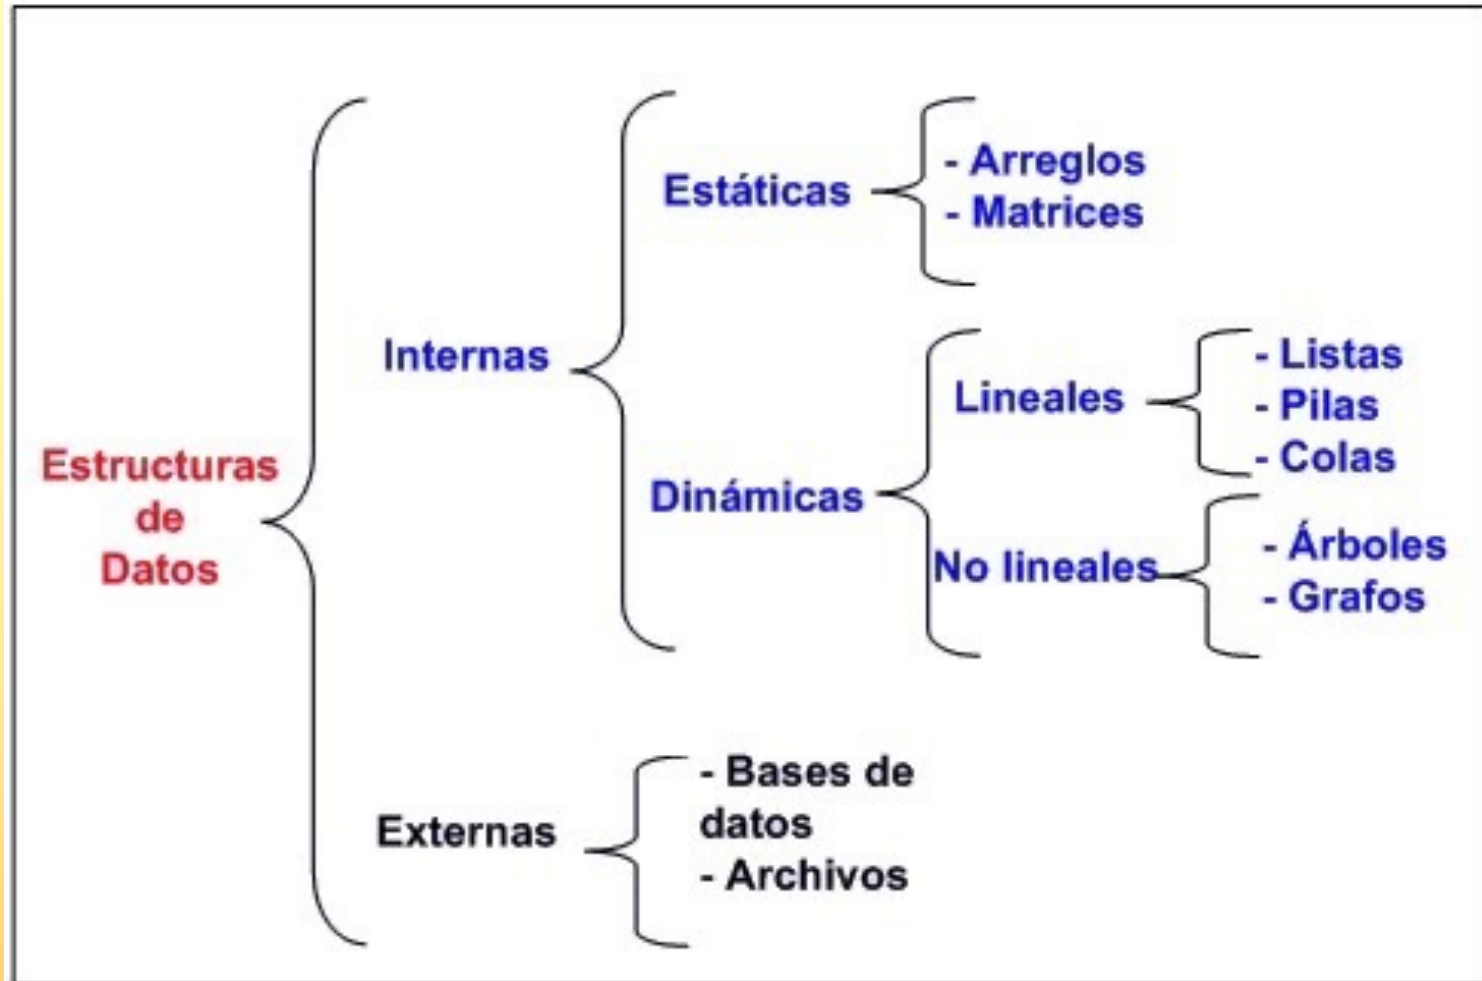 Estructuras
de
Datos
Internas
Estáticas
- Arreglos
- Matrices
Dinámicas
Lineales
- Listas
- Pilas
- Colas
No lineales
- Árboles
- Grafos
Externas
- Bases de
datos
- Archivos